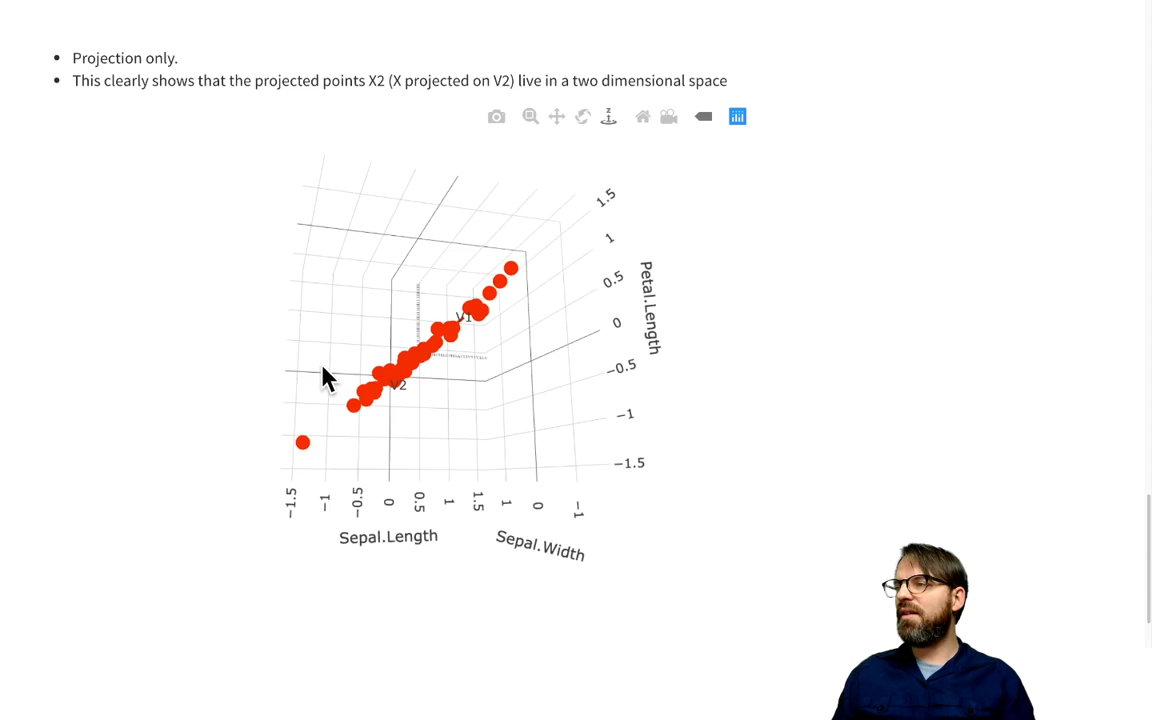 Projection only.
This clearly shows that the projected points X2 (X projected on V2) live in a two dimensional space
z
1.5
1
0.5
0
−0.5
−1
−1.5
Petal.Length
V1
V2
−1.5
−1
−0.5
0
0.5
1
1.5
1
0
−1
Sepal.Length
Sepal.Width